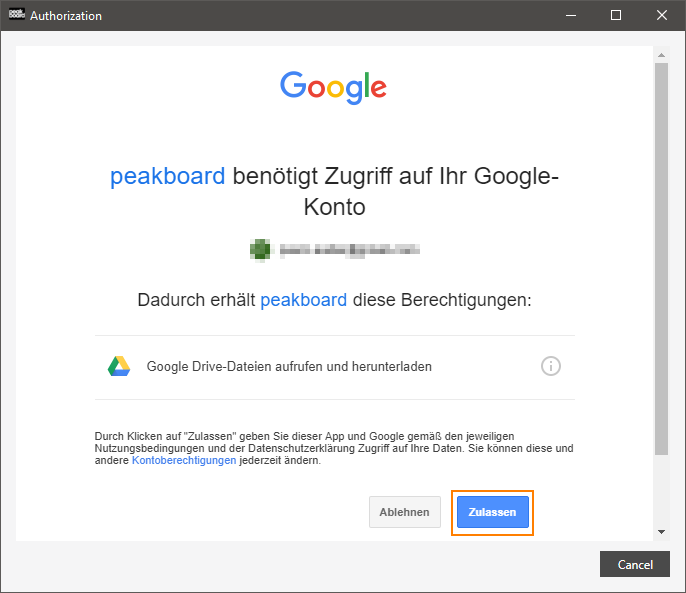 peak board Authorization
Google
peakboard benötigt Zugriff auf Ihr Google-
Konto
Dadurch erhält peakboard diese Berechtigungen:
Google Drive-Dateien aufrufen und herunterladen
Durch Klicken auf "Zulassen" geben Sie dieser App und Google gemäß den jeweiligen
Nutzungsbedingungen und der Datenschutzerklärung Zugriff auf Ihre Daten. Sie können diese und
andere Kontoberechtigungen jederzeit ändern.
Ablehnen Zulassen
Cancel